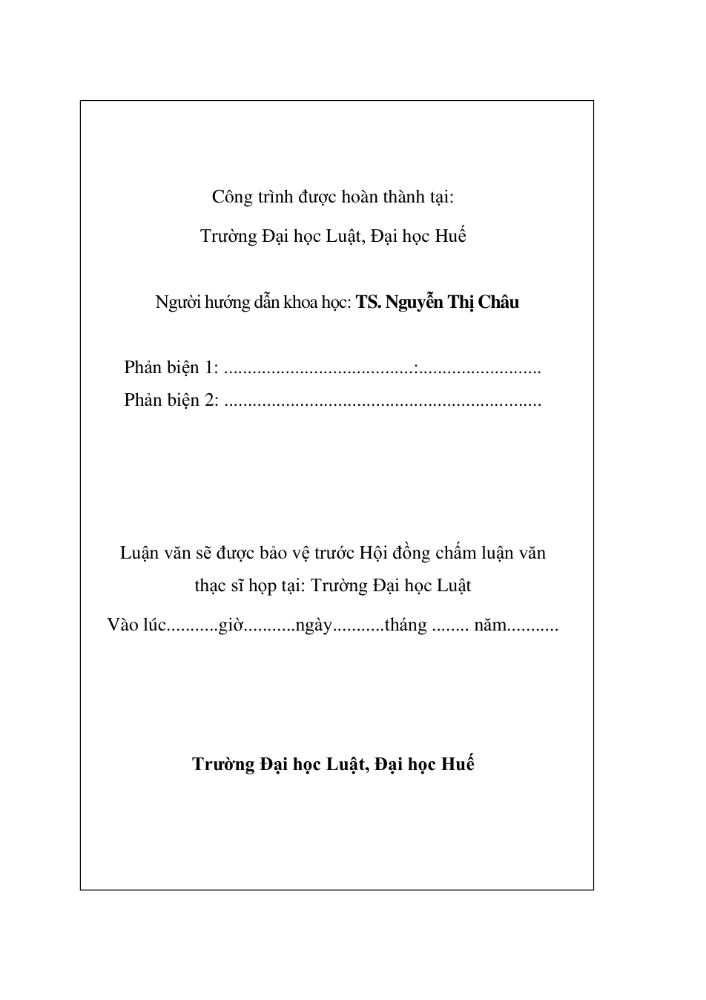 Công trình được hoàn thành tại:
Trường Đại học Luật, Đại học Huế
Người hướng dẫn khoa học: TS. Nguyễn Thị Châu
Phản biện 1: ........................................:..........................
Phản biện 2: ...................................................................
Luận văn sẽ được bảo vệ trước Hội đồng chấm luận văn
thạc sĩ họp tại: Trường Đại học Luật
Vào lúc...........giờ...........ngày...........tháng ........ năm...........
Trường Đại học Luật, Đại học Huế